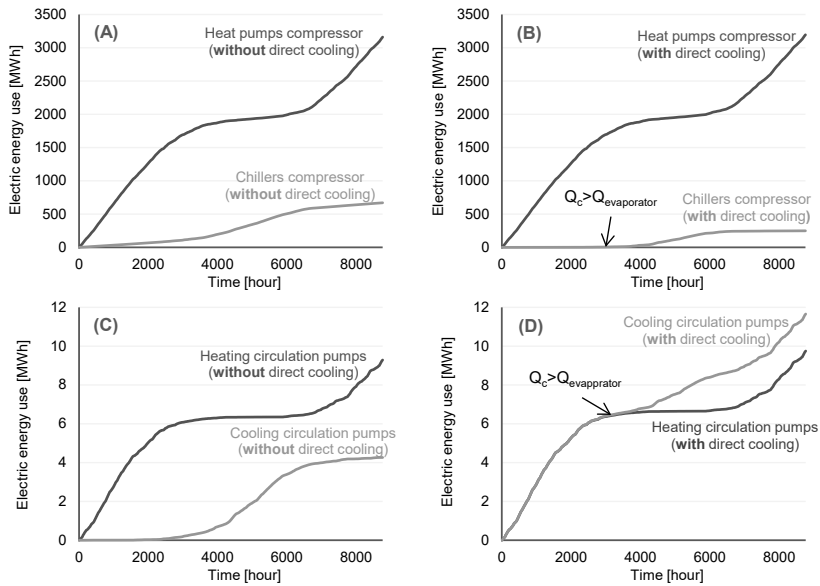 (A)
Electric energy use [MWh]
3500
3000
2500
2000
1500
1000
500
0
Heat pumps compressor
(without direct cooling)
Chillers compressor
(without direct cooling)
0 2000 4000 6000 8000
Time [hour]
(B)
Electric energy use [MWh]
3500
3000
2500
2000
1500
1000
500
0
Heat pumps compressor
(with direct cooling)
Qc>Qevaporator
Chillers compressor
(with direct cooling)
0 2000 4000 6000 8000
Time [hour]
(C)
Electric energy use [MWh]
12
10
8
6
4
2
0
Heating circulation pumps
(without direct cooling)
Cooling circulation pumps
(without direct cooling)
0 2000 4000 6000 8000
Time [hour]
(D)
Electric energy use [MWh]
12
10
8
6
4
2
0
Cooling circulation pumps
(with direct cooling)
Qc>Qevapprator
Heating circulation pumps
(with direct cooling)
0 2000 4000 6000 8000
Time [hour]